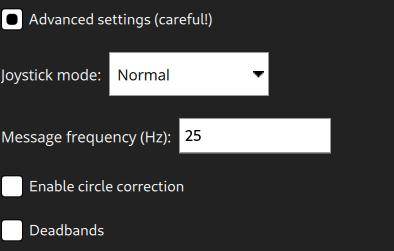 Advanced settings (careful!)
Joystick mode: Normal
Message frequency (Hz): 25
Enable circle correction
Deadbands